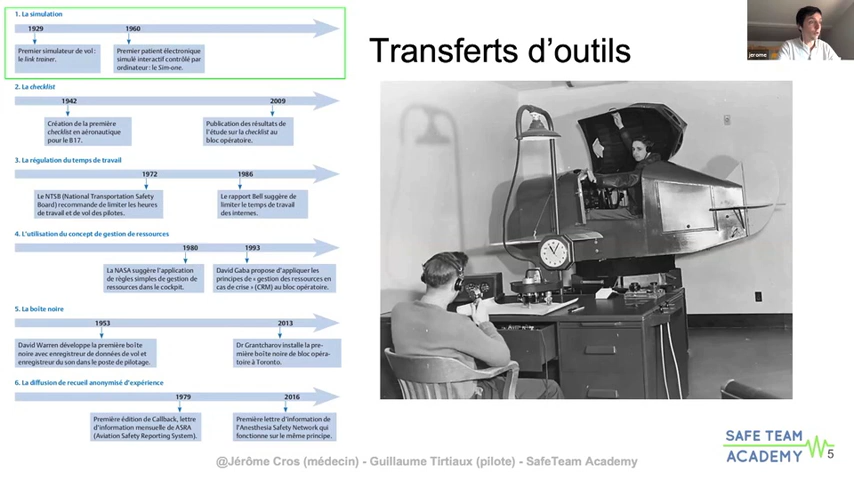 1. La simulation
1929
1960
Premier simulateur de vol :
le link trainer.
Premier patient électronique
simulé interactif contrôlé par
ordinateur : le Sim-one.
2. La checklist
1942
2009
Création de la première
checklist en aéronautique
pour le B17.
Publication des résultats de
l'étude sur la checklist au
bloc opératoire.
3. La régulation du temps de travail
1972
1986
Le NTSB (National Transportation Safety
Board) recommande de limiter les heures
de travail et de vol des pilotes.
Le rapport Bell suggère de
limiter le temps de travail
des internes.
4. L'utilisation du concept de gestion de ressources
1980
1993
La NASA suggère l'application
de règles simples de gestion de
ressources dans le cockpit.
David Gaba propose d'appliquer les
principes de « gestion des ressources en
cas de crise » (CRM) au bloc opératoire.
5. La boîte noire
1953
2013
David Warren développe la première boîte
noire avec enregistreur de données de vol et
enregistreur du son dans le poste de pilotage.
Dr Grantcharov installe la pre-
mière boîte noire de bloc opéra-
toire à Toronto.
6. La diffusion de recueil anonymisé d'expérience
1979
2016
Première édition de Callback, lettre
d'information mensuelle de ASRA
(Aviation Safety Reporting System).
Première lettre d'information de
l'Anesthesia Safety Network qui
fonctionne sur le même principe.
Transferts d'outils
jerome
SAFE TEAM
ACADEMY
5
@Jérôme Cros (médecin) - Guillaume Tirtiaux (pilote) - SafeTeam Academy